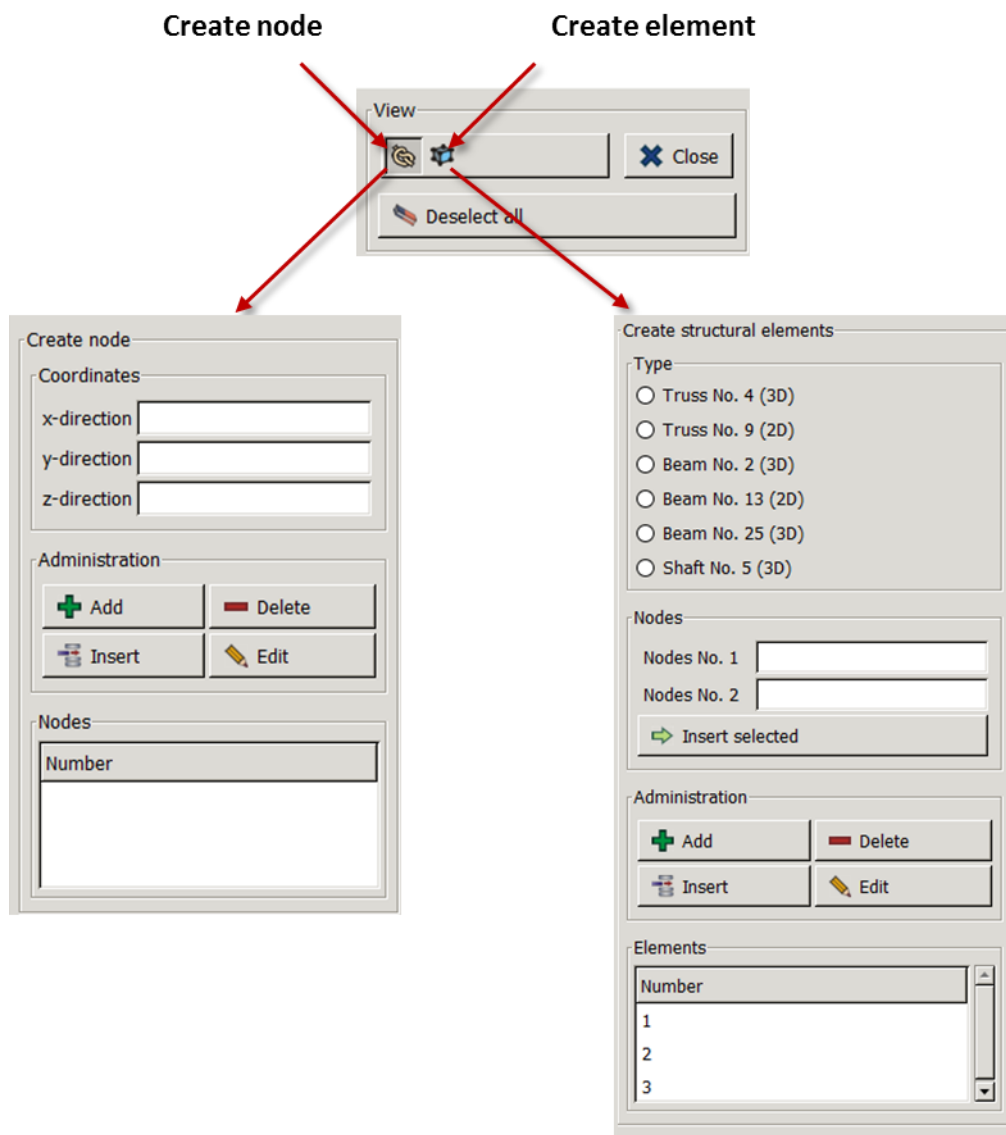 Create node
Create element
View
Close
Deselect all
Create node
Coordinates
x-direction
y-direction
z-direction
Administration
Add
Delete
Insert
Edit
Nodes
Number
Create structural elements
Type
Truss No. 4 (3D)
Truss No. 9 (2D)
Beam No. 2 (3D)
Beam No. 13 (2D)
Beam No. 25 (3D)
Shaft No. 5 (3D)
Nodes
Nodes No. 1
Nodes No. 2
Insert selected
Administration
Add
Delete
Insert
Edit
Elements
Number
1
2
3